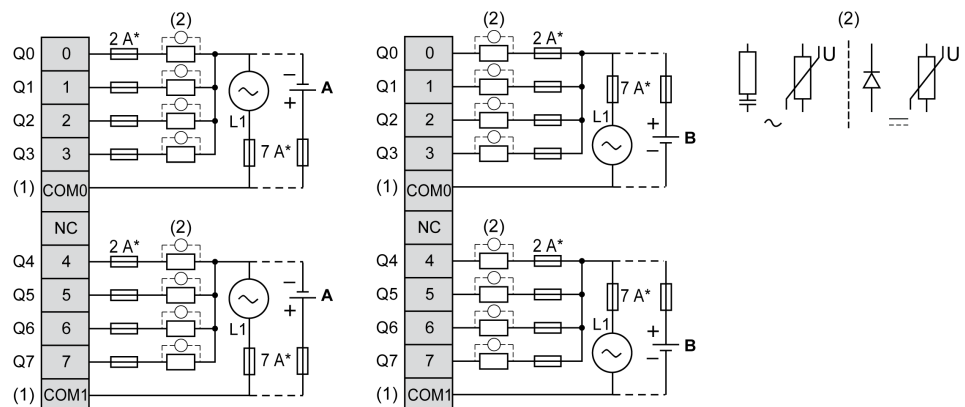 (2)
2 A*
Q0 0
Q1 1
Q2 2
Q3 3
(1) COM0
L1
7 A*
−
+
A
NC
(2)
2 A*
Q4 4
Q5 5
Q6 6
Q7 7
(1) COM1
L1
7 A*
−
+
A
(2)
2 A*
Q0 0
Q1 1
Q2 2
Q3 3
(1) COM0
7 A*
L1
+
−
B
NC
(2)
2 A*
Q4 4
Q5 5
Q6 6
Q7 7
(1) COM1
7 A*
L1
+
−
B
(2)
U U